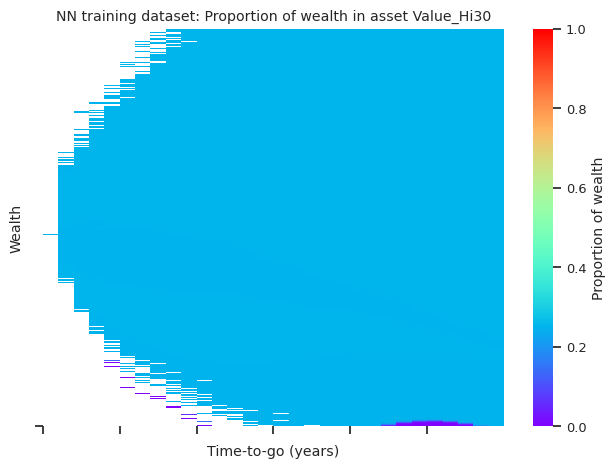 NN training dataset: Proportion of wealth in asset Value_Hi30
Wealth
Time-to-go (years)
1.0
0.8
0.6
0.4
0.2
0.0
Proportion of wealth